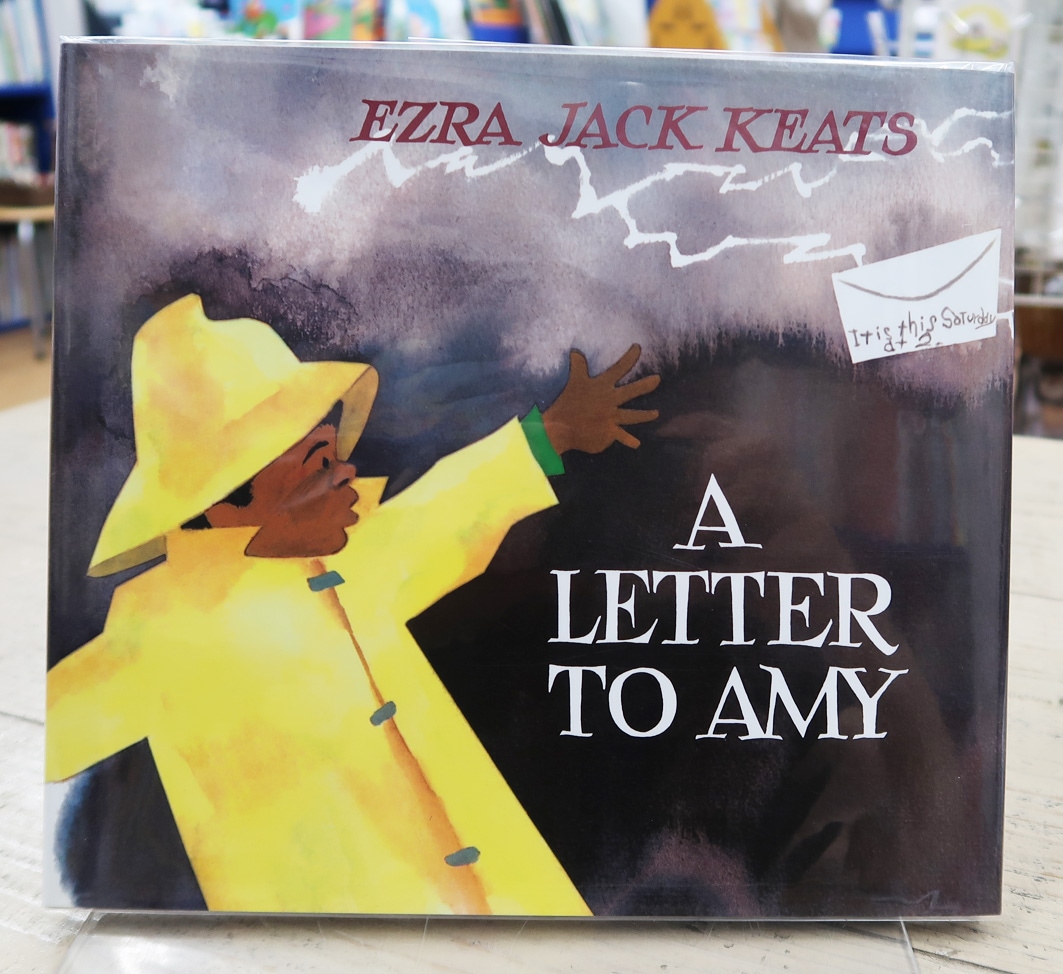 EZRA JACK KEATS
It is this Saturday
at 2.
A
LETTER
TO AMY